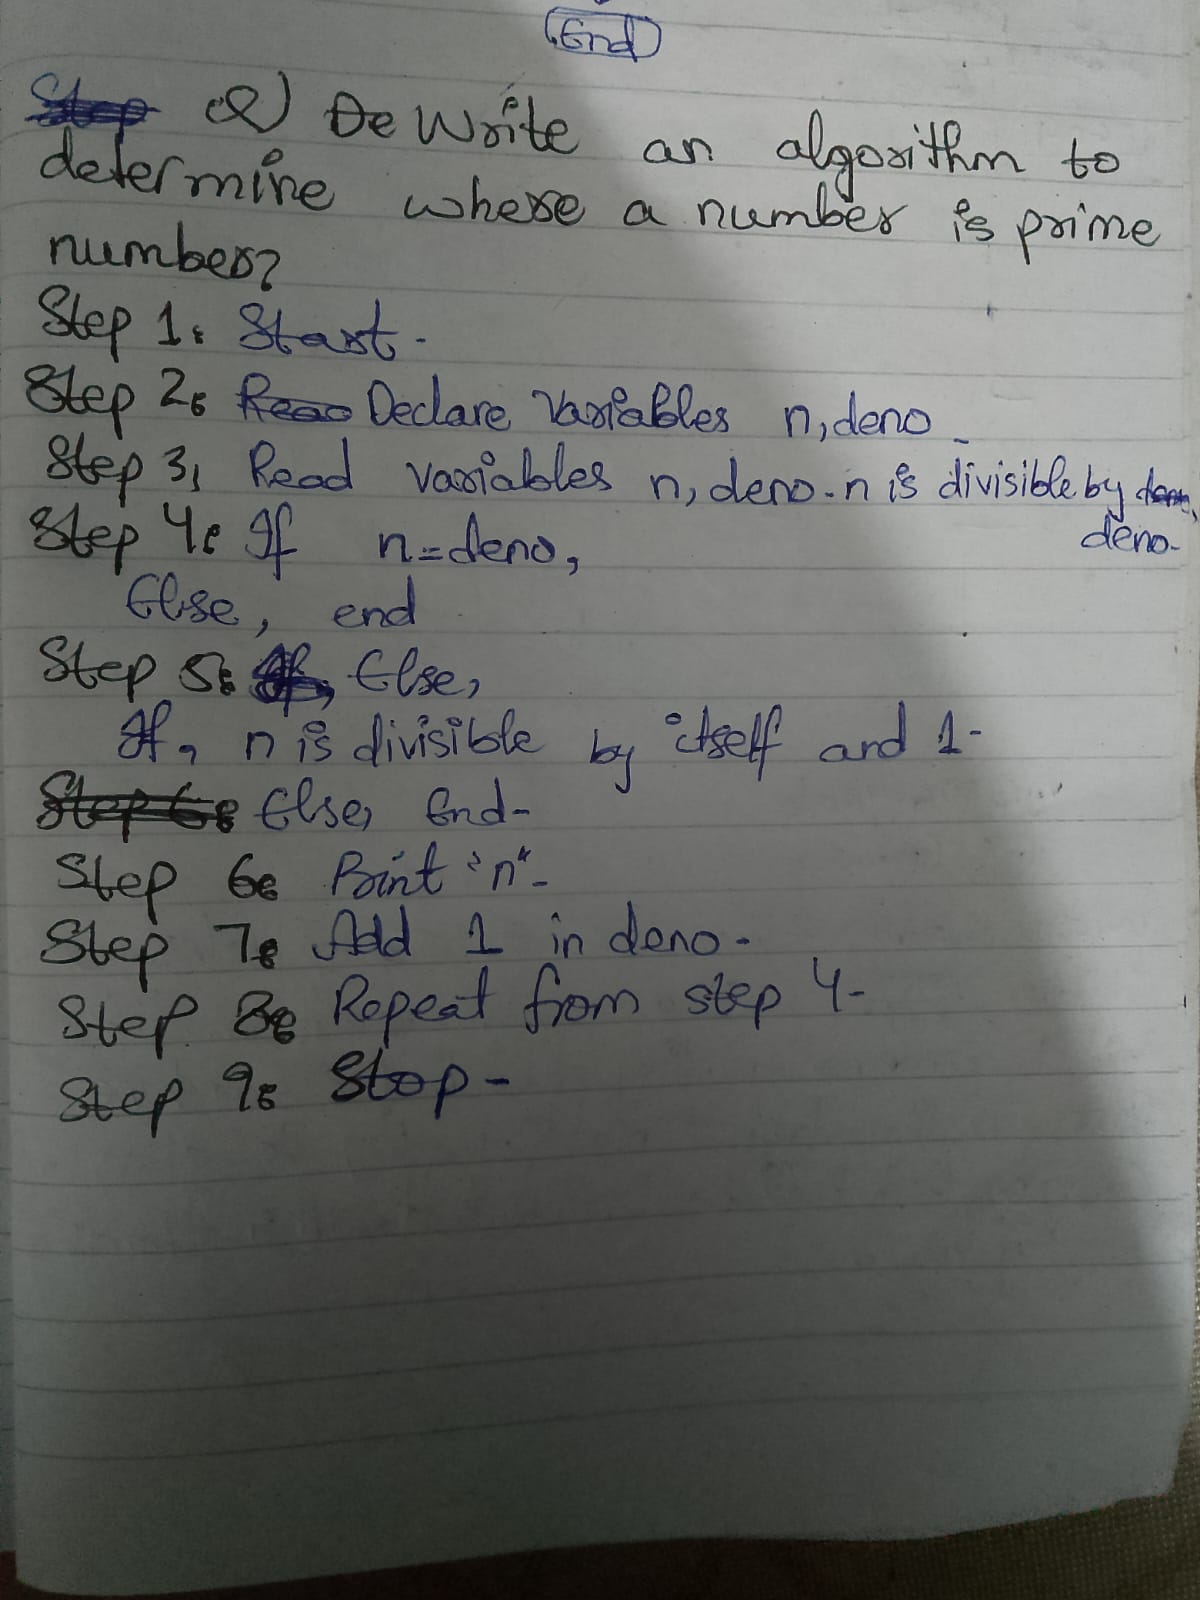 End
Q) De Write an algorithm to
determine where a number is prime
number?
Step 1: Start.
Step 2: Read Declare Variables n, deno.
Step 3, Read variables n, deno. n is divisible by
deno.
Step 4: If n=deno,
Else, end
Step 5: If, Else,
If, n is divisible by itself and 1-
Step 6: Else, End-
Step 6: Print "n"-
Step 7: Add 1 in deno-
Step 8: Repeat from step 4-
Step 9: Stop-